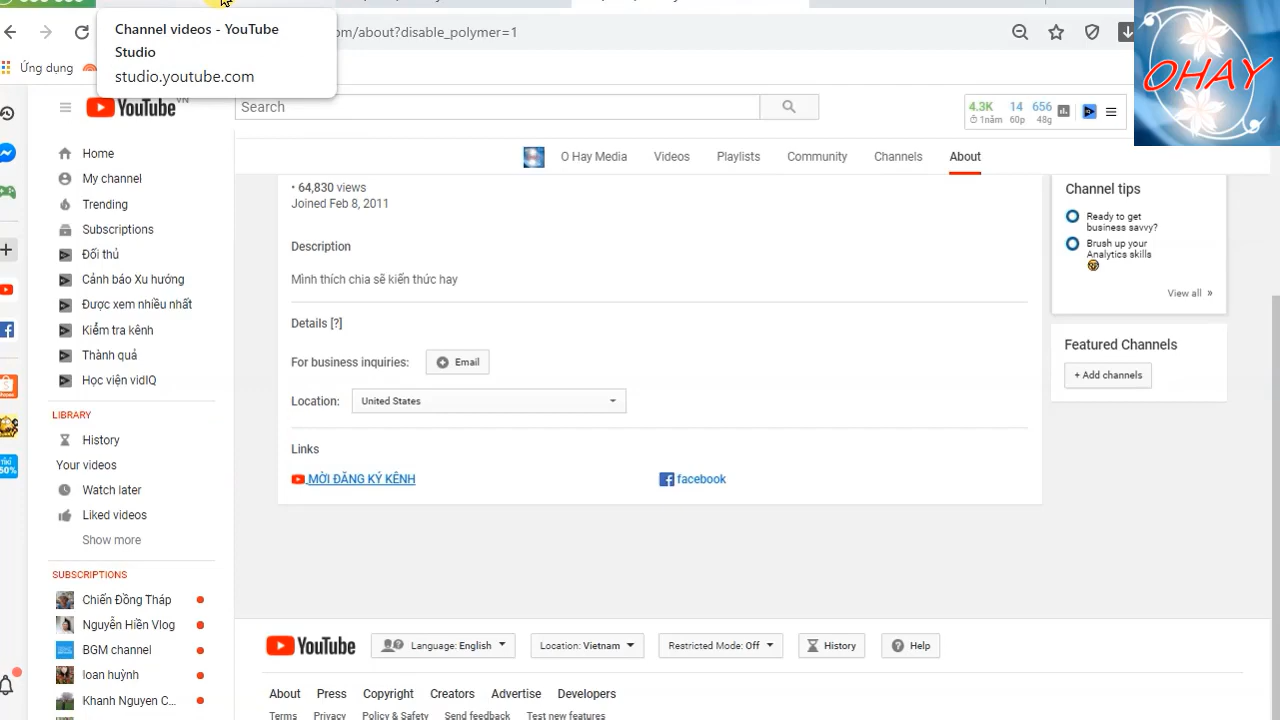 Channel videos - YouTube
Studio
studio.youtube.com
om/about?disable_polymer=1
Ứng dụng
YouTube VN
Search
4.3K 14 656
1năm 60p 48g
OHAY
O Hay Media Videos Playlists Community Channels About
Home
My channel
Trending
Subscriptions
Đối thủ
Cảnh báo Xu hướng
Được xem nhiều nhất
Kiểm tra kênh
Thành quả
Học viện vidIQ
LIBRARY
History
Your videos
Watch later
Liked videos
Show more
SUBSCRIPTIONS
Chiến Đồng Tháp
Nguyễn Hiền Vlog
BGM channel
loan huỳnh
Khanh Nguyen C...
• 64,830 views
Joined Feb 8, 2011
Description
Mình thích chia sẽ kiến thức hay
Details [?]
For business inquiries: Email
Location: United States
Links
MỜI ĐĂNG KÝ KÊNH facebook
Channel tips
Ready to get
business savvy?
Brush up your
Analytics skills
View all »
Featured Channels
+ Add channels
YouTube Language: English Location: Vietnam Restricted Mode: Off History Help
About Press Copyright Creators Advertise Developers
Terms Privacy Policy & Safety Send feedback Test new features